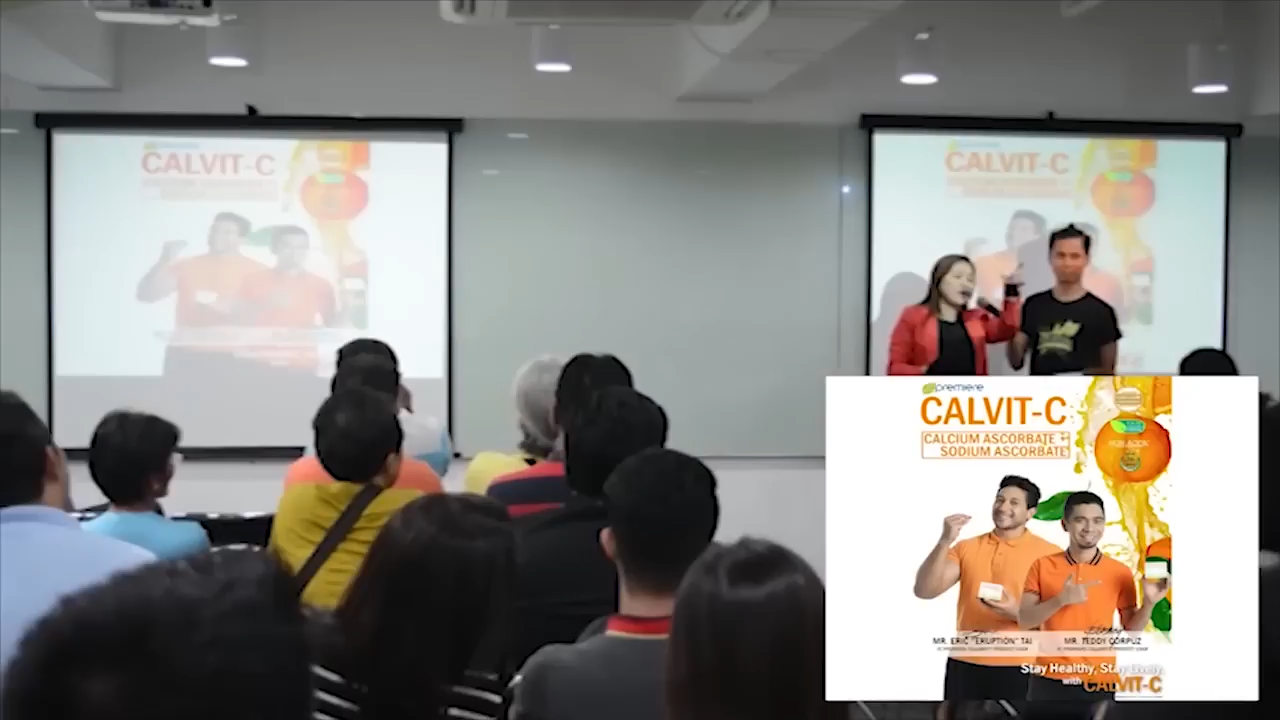 CALVIT-C
CALVIT-C
premiere
CALVIT-C
CALCIUM ASCORBATE +
SODIUM ASCORBATE
MR. ERIC "ERUPTION" TAI
MR. TEDDY CORPUZ
Stay Healthy, Stay Lively,
with CALVIT-C